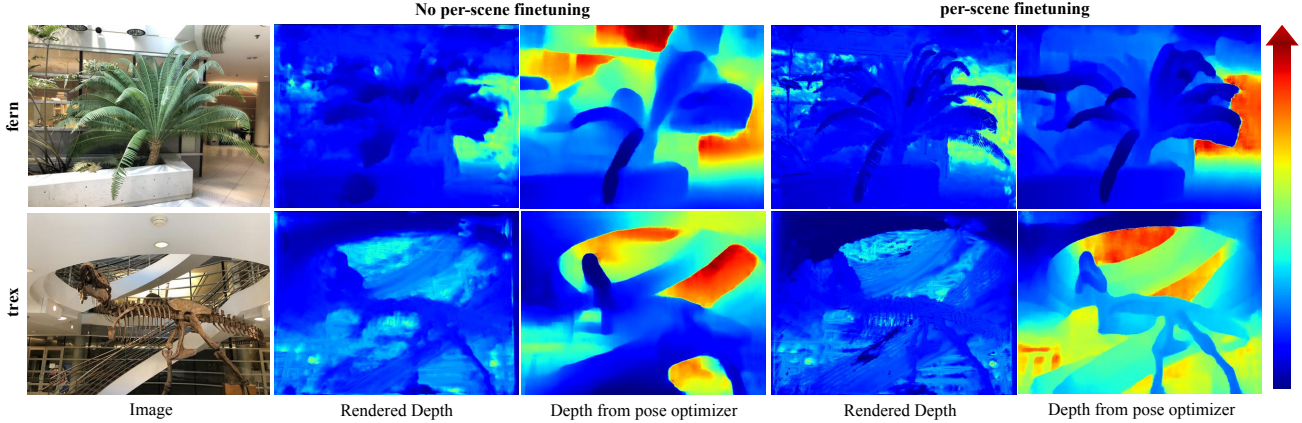 No per-scene finetuning
per-scene finetuning
fern
trex
Image
Rendered Depth
Depth from pose optimizer
Rendered Depth
Depth from pose optimizer